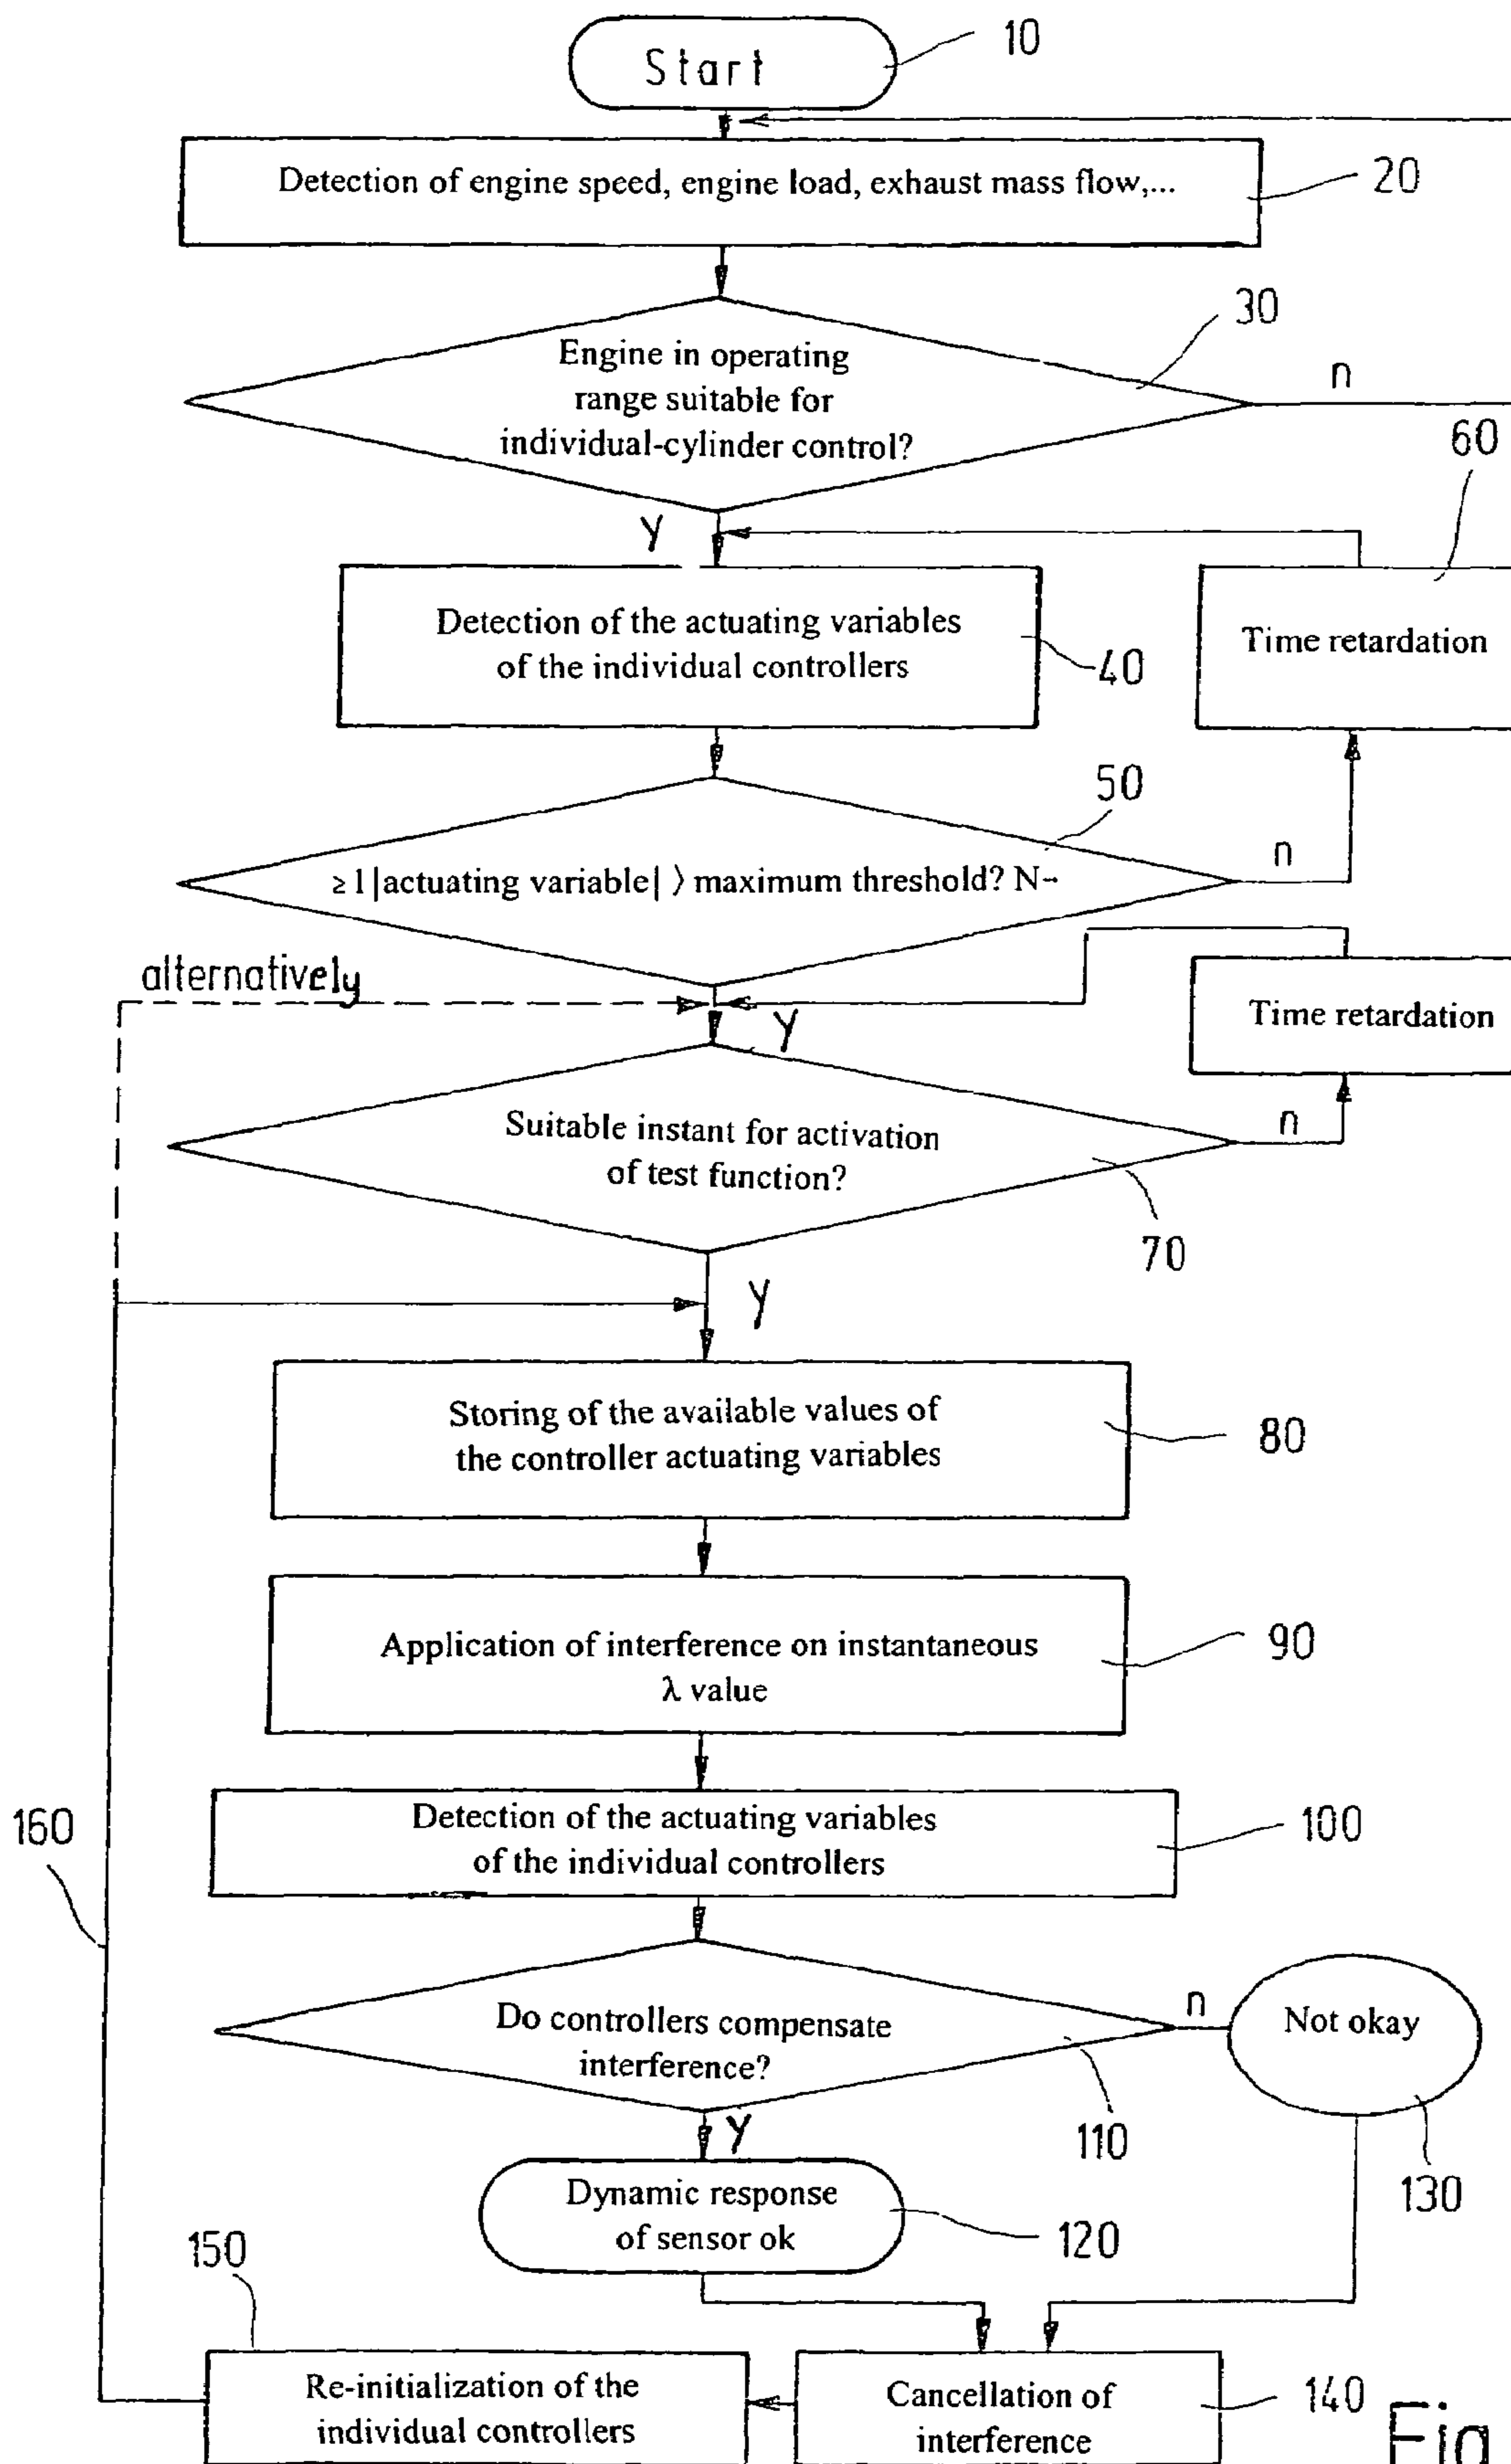 Start
10
Detection of engine speed, engine load, exhaust mass flow,...
20
30
Engine in operating
range suitable for
individual-cylinder control?
n
60
Y
Detection of the actuating variables
of the individual controllers
40
Time retardation
50
≥ 1 |actuating variable| 〉 maximum threshold? N-
n
alternatively
Y
Time retardation
Suitable instant for activation
of test function?
n
70
Y
Storing of the available values of
the controller actuating variables
80
Application of interference on instantaneous
λ value
90
160
Detection of the actuating variables
of the individual controllers
100
Do controllers compensate
interference?
n
Not okay
110
130
Y
Dynamic response
of sensor ok
120
150
Re-initialization of the
individual controllers
Cancellation of
interference
140
Fig